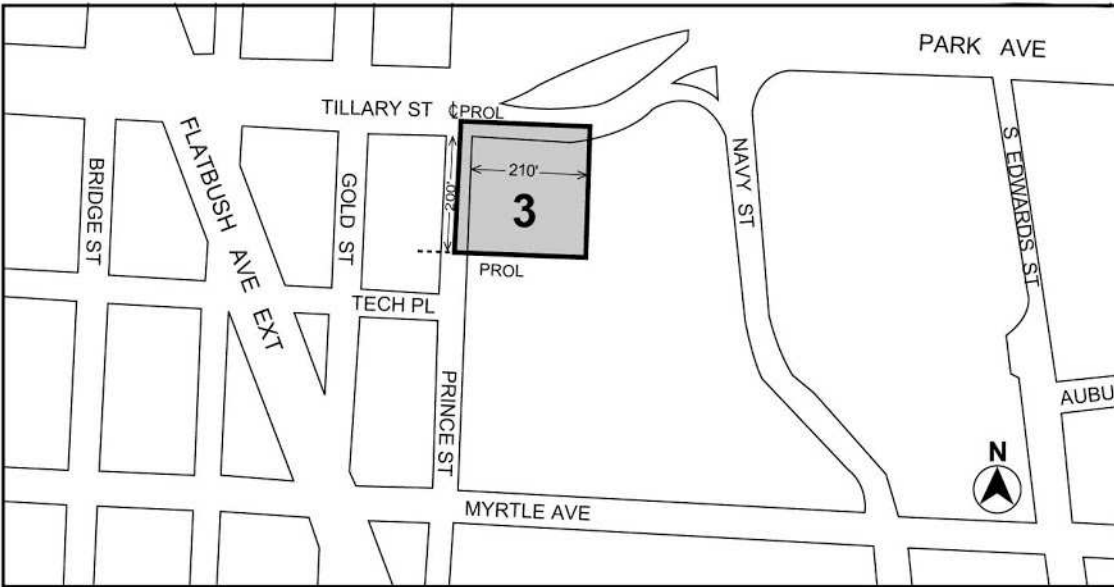 PARK AVE
TILLARY ST
℄PROL
FLATBUSH AVE EXT
BRIDGE ST
GOLD ST
200'
210'
3
NAVY ST
S EDWARDS ST
PROL
TECH PL
PRINCE ST
AUBU
N
MYRTLE AVE